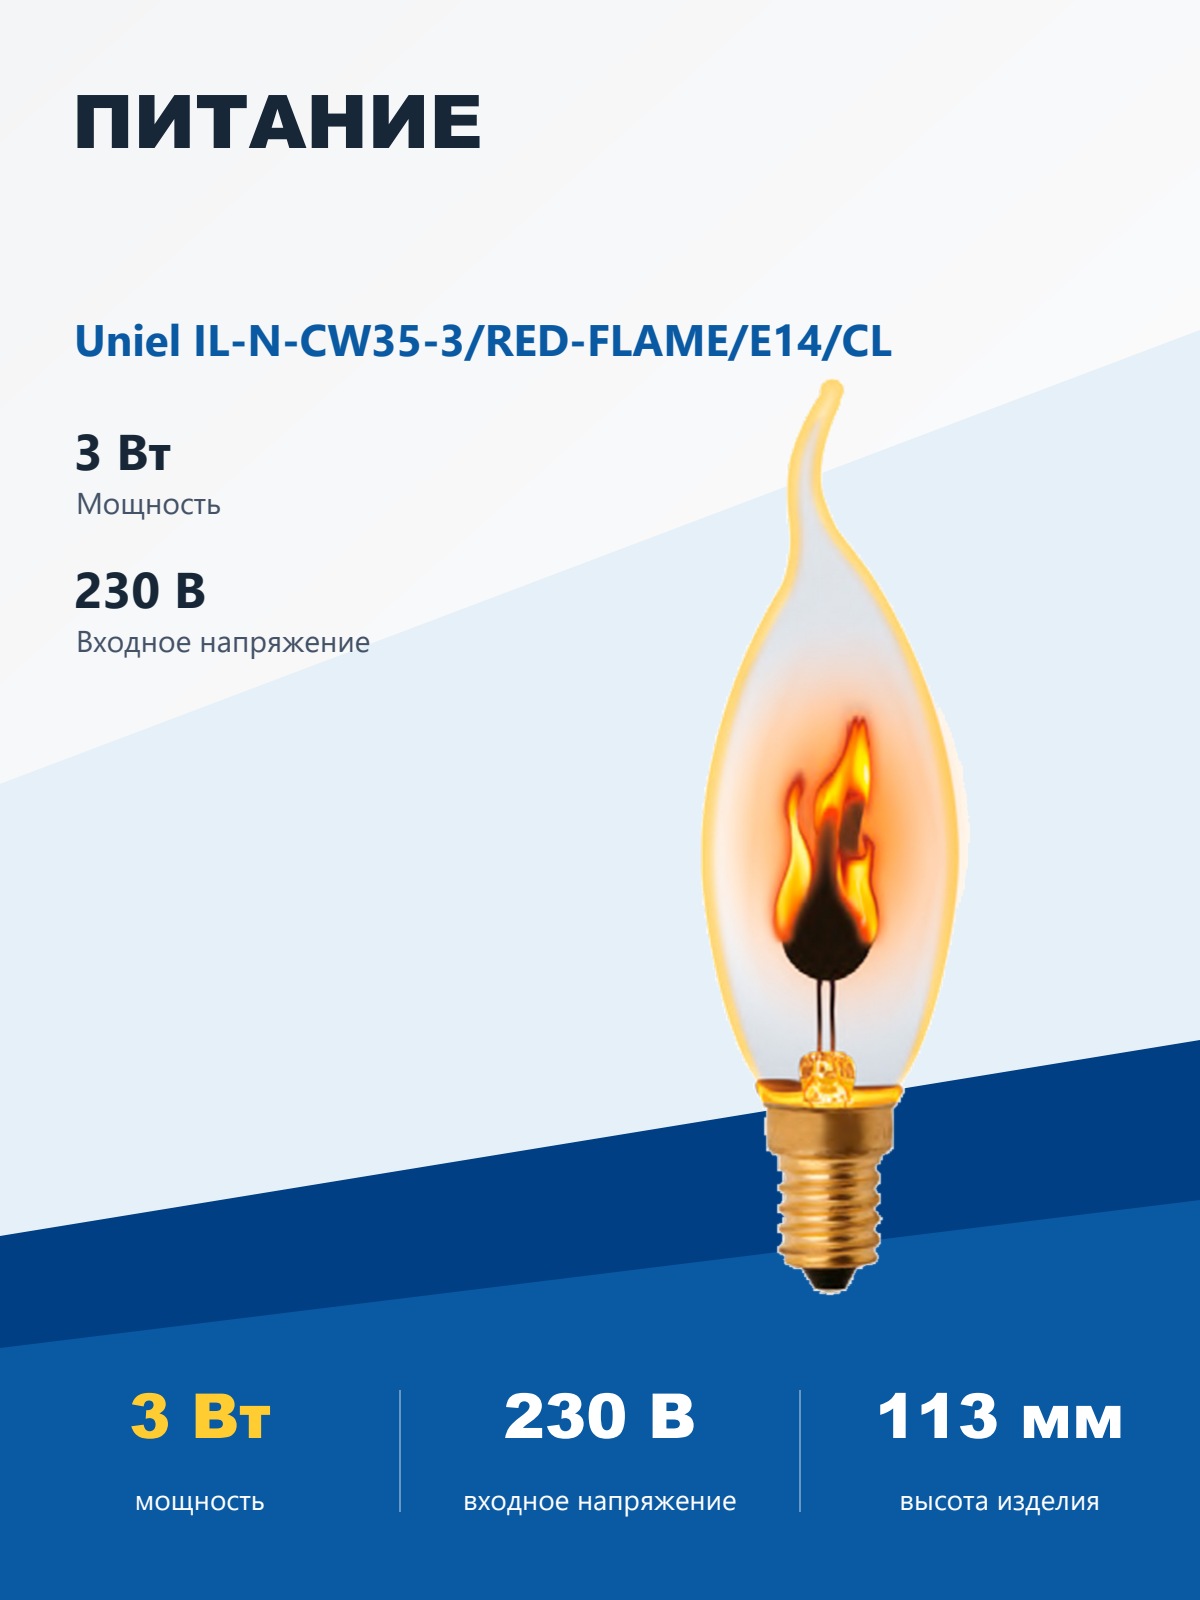 ПИТАНИЕ
Uniel IL-N-CW35-3/RED-FLAME/E14/CL
3 Вт
Мощность
230 В
Входное напряжение
3 Вт
мощность
230 В
входное напряжение
113 мм
высота изделия